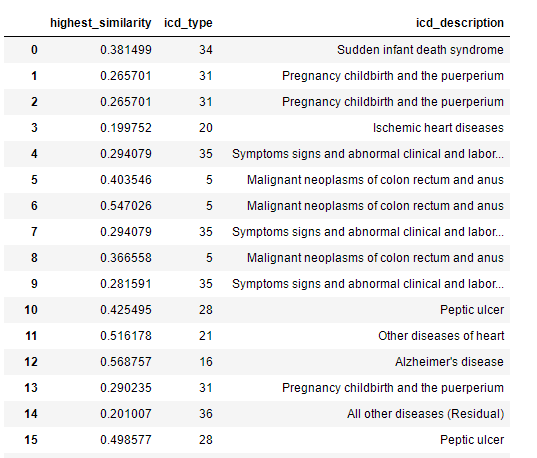 highest_similarity icd_type icd_description
0 0.381499 34 Sudden infant death syndrome
1 0.265701 31 Pregnancy childbirth and the puerperium
2 0.265701 31 Pregnancy childbirth and the puerperium
3 0.199752 20 Ischemic heart diseases
4 0.294079 35 Symptoms signs and abnormal clinical and labor...
5 0.403546 5 Malignant neoplasms of colon rectum and anus
6 0.547026 5 Malignant neoplasms of colon rectum and anus
7 0.294079 35 Symptoms signs and abnormal clinical and labor...
8 0.366558 5 Malignant neoplasms of colon rectum and anus
9 0.281591 35 Symptoms signs and abnormal clinical and labor...
10 0.425495 28 Peptic ulcer
11 0.516178 21 Other diseases of heart
12 0.568757 16 Alzheimer's disease
13 0.290235 31 Pregnancy childbirth and the puerperium
14 0.201007 36 All other diseases (Residual)
15 0.498577 28 Peptic ulcer